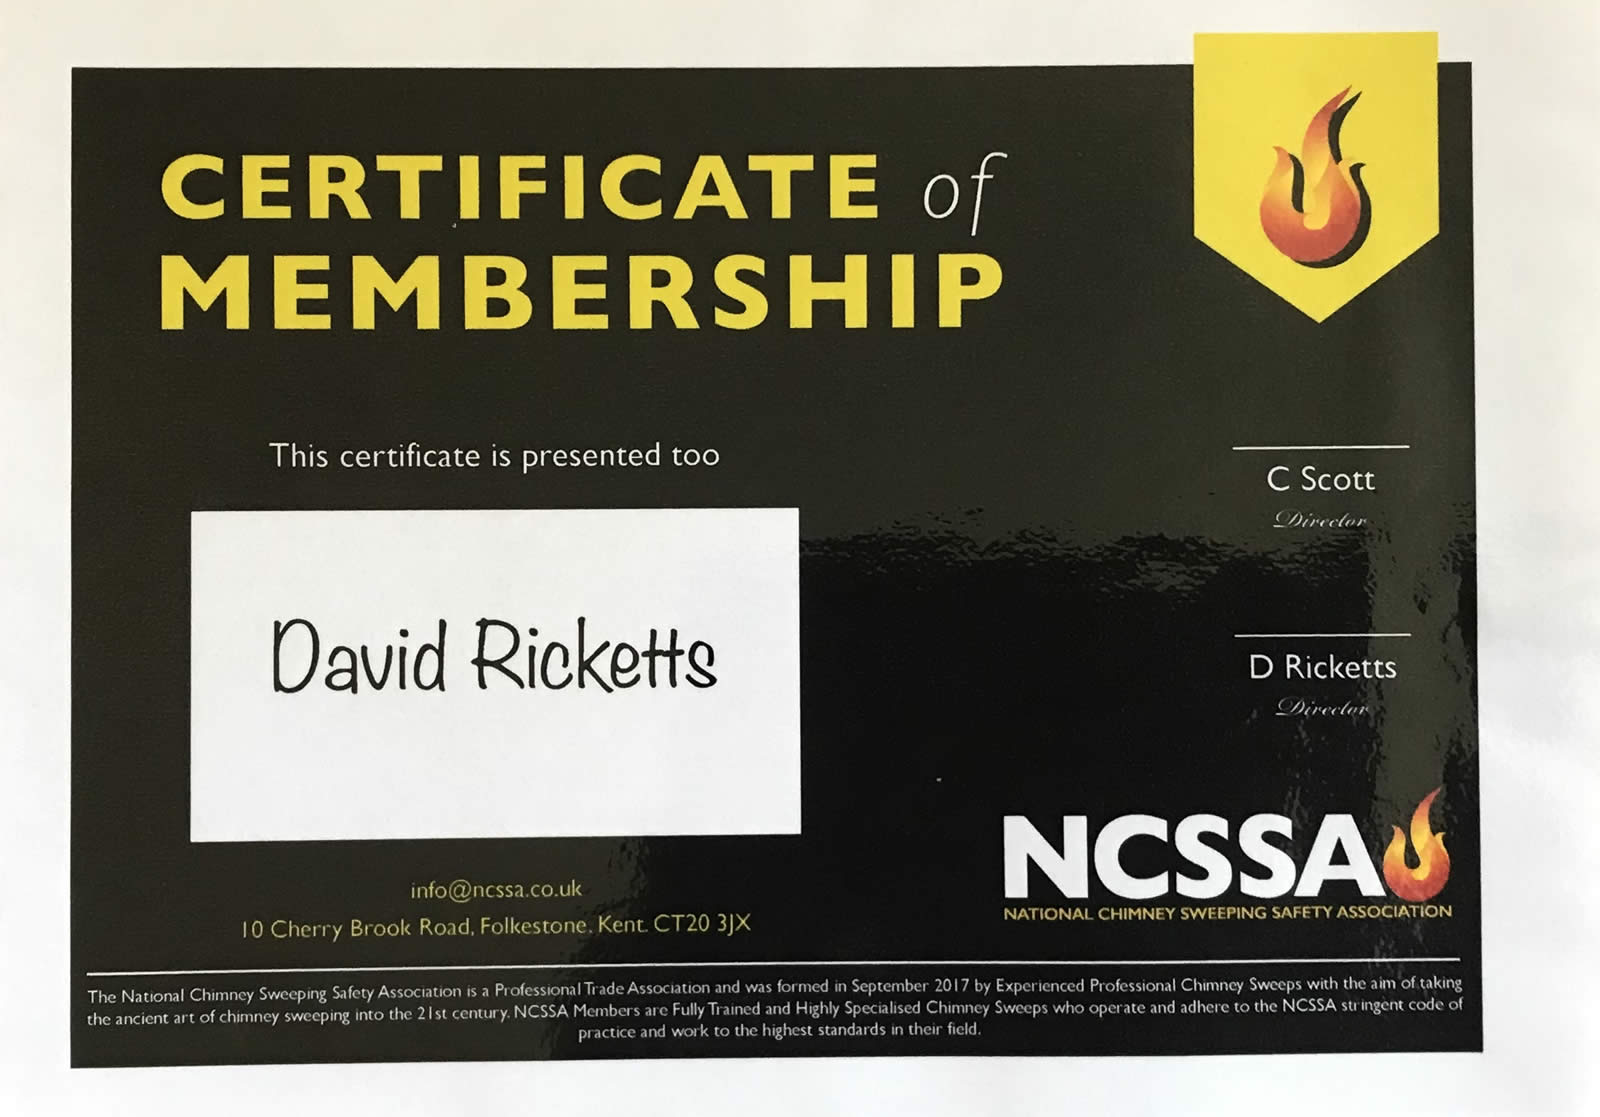 CERTIFICATE of
MEMBERSHIP
This certificate is presented too
David Ricketts
C Scott
Director
D Ricketts
Director
info@ncssa.co.uk
10 Cherry Brook Road, Folkestone. Kent. CT20 3JX
NCSSA
NATIONAL CHIMNEY SWEEPING SAFETY ASSOCIATION
The National Chimney Sweeping Safety Association is a Professional Trade Association and was formed in September 2017 by Experienced Professional Chimney Sweeps with the aim of taking
the ancient art of chimney sweeping into the 21st century. NCSSA Members are Fully Trained and Highly Specialised Chimney Sweeps who operate and adhere to the NCSSA stringent code of
practice and work to the highest standards in their field.